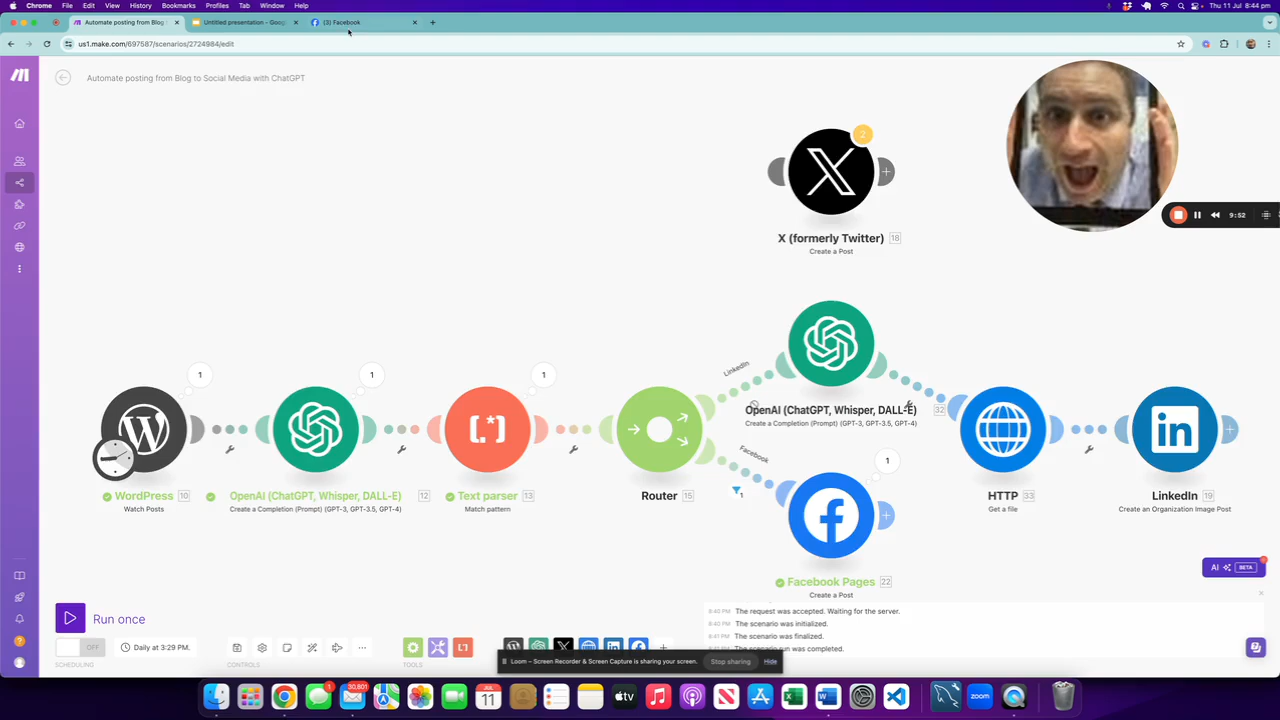 Chrome File Edit View History Bookmarks Profiles Tab Window Help
Thu 11 Jul 8:44 pm
Automate posting from Blog
Untitled presentation - Goog
(3) Facebook
us1.make.com/697587/scenarios/2724984/edit
Automate posting from Blog to Social Media with ChatGPT
2
9:52
X (formerly Twitter) 18
Create a Post
LinkedIn
1
1
1
OpenAI (ChatGPT, Whisper, DALL-E) 32
Create a Completion (Prompt) (GPT-3, GPT-3.5, GPT-4)
Facebook
1
1
WordPress 10
Watch Posts
OpenAI (ChatGPT, Whisper, DALL-E) 12
Create a Completion (Prompt) (GPT-3, GPT-3.5, GPT-4)
Text parser 13
Match pattern
Router 15
HTTP 33
Get a file
LinkedIn 19
Create an Organization Image Post
Facebook Pages 22
Create a Post
AI BETA
Run once
8:40 PM The request was accepted. Waiting for the server.
8:40 PM The scenario was initialized.
8:41 PM The scenario was finalized.
The scenario run was completed.
OFF
Daily at 3:29 PM.
SCHEDULING
CONTROLS
TOOLS
Loom – Screen Recorder & Screen Capture is sharing your screen.
Stop sharing
Hide
JUL
11
1
30,601
tv
zoom